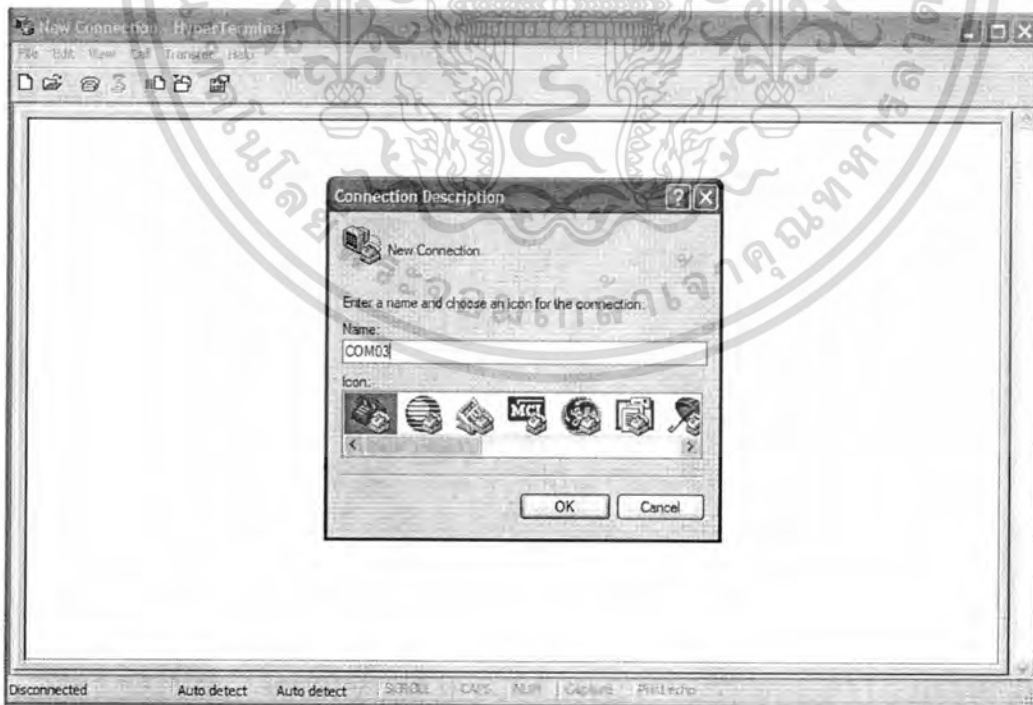 New Connection - HyperTerminal
File Edit View Call Transfer Help
Connection Description
New Connection
Enter a name and choose an icon for the connection:
Name:
COM03
Icon:
MCI
OK Cancel
Disconnected Auto detect Auto detect SCROLL CAPS NUM Capture Print echo